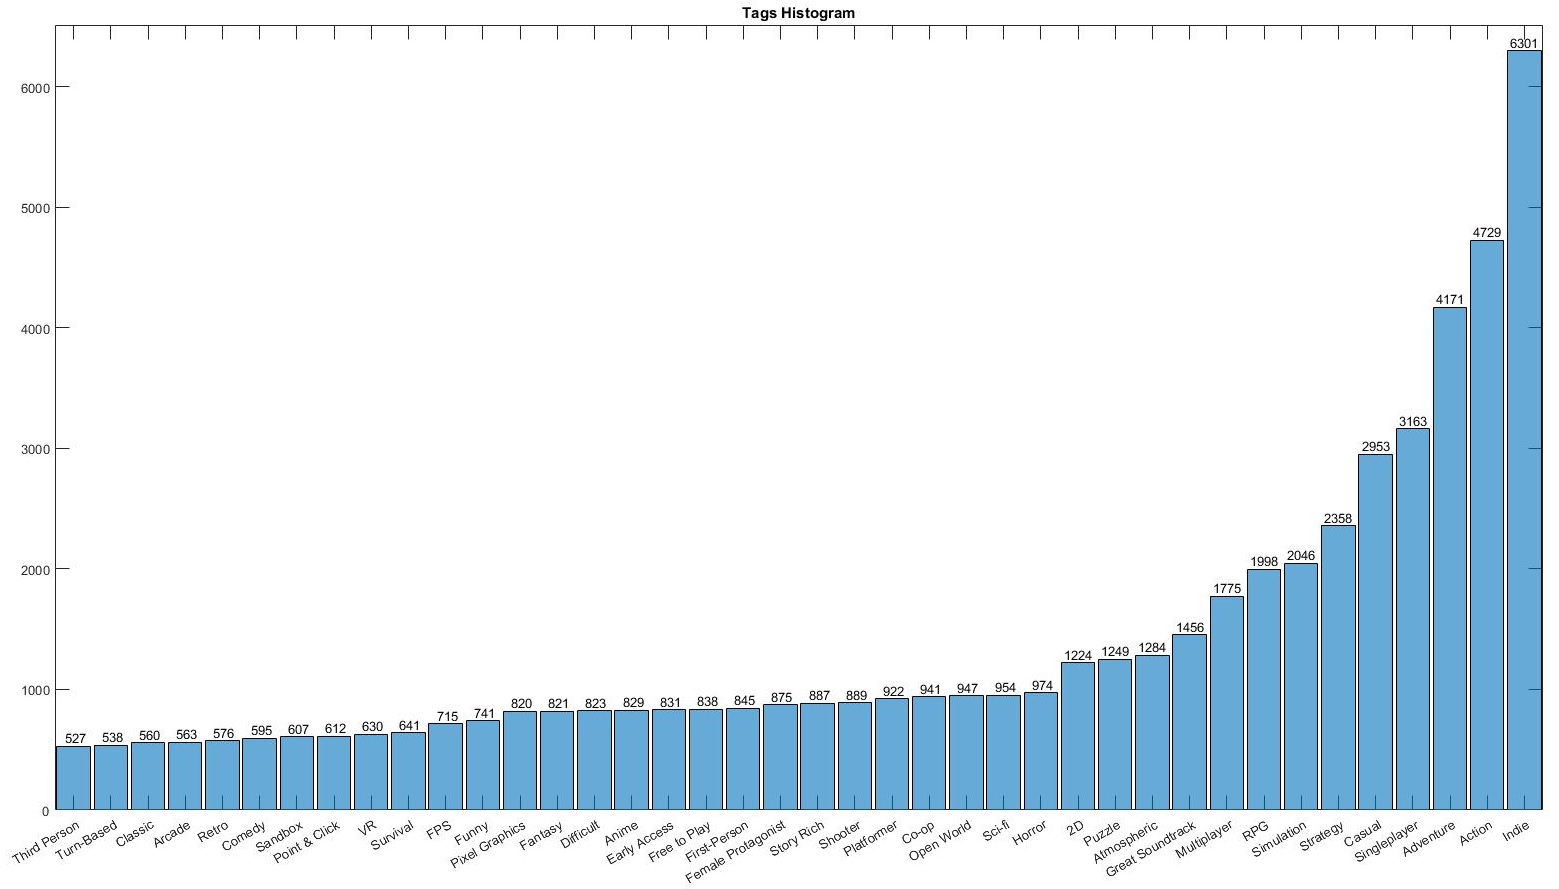 Tags Histogram
6000
5000
4000
3000
2000
1000
0
527
538
560
563
576
595
607
612
630
641
715
741
820
821
823
829
831
838
845
875
887
889
922
941
947
954
974
1224
1249
1284
1456
1775
1998
2046
2358
2953
3163
4171
4729
6301
Third Person
Turn-Based
Classic
Arcade
Retro
Comedy
Sandbox
Point & Click
VR
Survival
FPS
Funny
Pixel Graphics
Fantasy
Difficult
Anime
Early Access
Free to Play
First-Person
Female Protagonist
Story Rich
Shooter
Platformer
Co-op
Open World
Sci-fi
Horror
2D
Puzzle
Atmospheric
Great Soundtrack
Multiplayer
RPG
Simulation
Strategy
Casual
Singleplayer
Adventure
Action
Indie